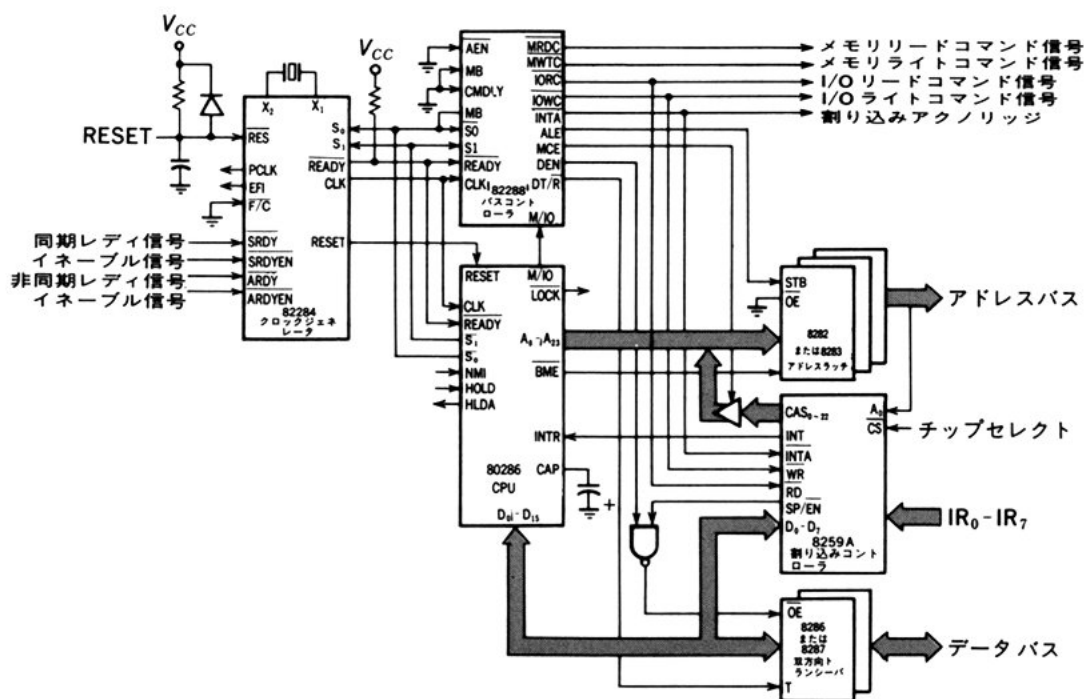 VCC
RESET
X2 X1
RES
PCLK
EFI
F/C
SRDY
SRDYEN
ARDY
ARDYEN
S0
S1
READY
CLK
RESET
82284
クロックジェネ
レータ
同期レディ信号
イネーブル信号
非同期レディ信号
イネーブル信号
VCC
AEN
MB
CMDLY
MB
S0
S1
READY
CLK
82288
バスコント
ローラ
MRDC
MWTC
IORC
IOWC
INTA
ALE
MCE
DEN
DT/R
M/IO
メモリリードコマンド信号
メモリライトコマンド信号
I/Oリードコマンド信号
I/Oライトコマンド信号
割り込みアクノリッジ
RESET
M/IO
LOCK
CLK
READY
S1
S0
A0-A23
NMI
HOLD
HLDA
BME
INTR
80286
CPU
CAP
+
D0-D15
STB
OE
8282
または8283
アドレスラッチ
アドレスバス
CAS0~22
A0
CS
INT
INTA
WR
RD
SP/EN
D0-D7
8259A
割り込みコント
ローラ
チップセレクト
IR0-IR7
OE
8286
または
8287
双方向ト
ランシーバ
T
データバス